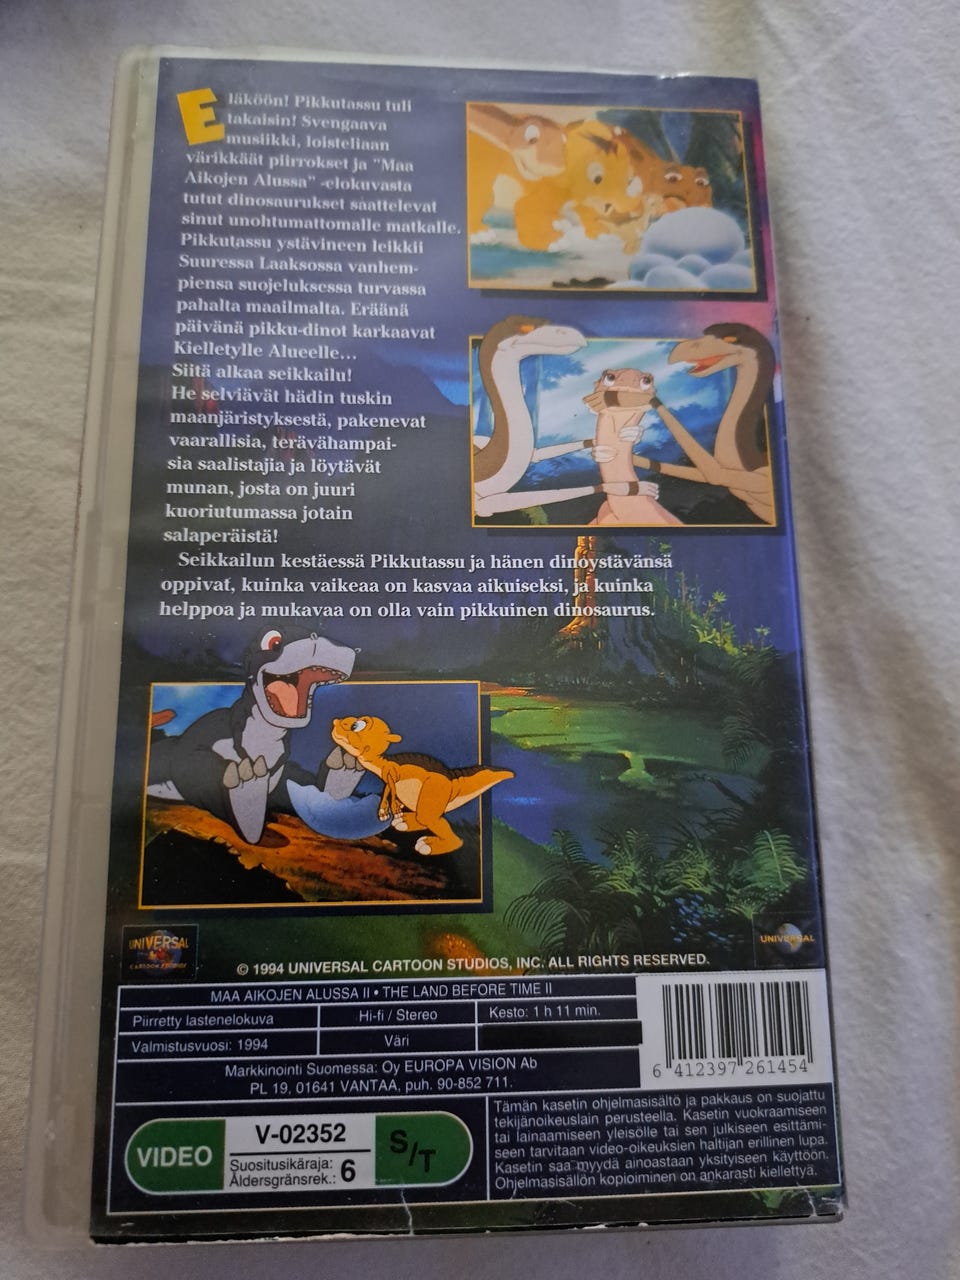 Eläköön! Pikkutassu tuli
takaisin! Svengaava
musiikki, loisteliaan
värikkäät piirrokset ja "Maa
Aikojen Alussa" -elokuvasta
tutut dinosaurukset saattelevat
sinut unohtumattomalle matkalle.
Pikkutassu ystävineen leikkii
Suuressa Laaksossa vanhem-
piensa suojeluksessa turvassa
pahalta maailmalta. Eräänä
päivänä pikku-dinot karkaavat
Kielletylle Alueelle...
Siitä alkaa seikkailu!
He selviävät hädin tuskin
maanjäristyksestä, pakenevat
vaarallisia, terävähampai-
sia saalistajia ja löytävät
munan, josta on juuri
kuoriutumassa jotain
salaperäistä!
Seikkailun kestäessä Pikkutassu ja hänen dinoystävänsä
oppivat, kuinka vaikeaa on kasvaa aikuiseksi, ja kuinka
helppoa ja mukavaa on olla vain pikkuinen dinosaurus.
UNIVERSAL
CARTOON STUDIOS
UNIVERSAL
© 1994 UNIVERSAL CARTOON STUDIOS, INC. ALL RIGHTS RESERVED.
MAA AIKOJEN ALUSSA II • THE LAND BEFORE TIME II
Piirretty lastenelokuva
Hi-fi / Stereo
Kesto: 1 h 11 min.
Valmistusvuosi: 1994
Väri
Markkinointi Suomessa: Oy EUROPA VISION Ab
PL 19, 01641 VANTAA, puh. 90-852 711.
6 412397 261454
VIDEO
V-02352
Suositusikäraja:
Åldersgränsrek.: 6
S/T
Tämän kasetin ohjelmasisältö ja pakkaus on suojattu
tekijänoikeuslain perusteella. Kasetin vuokraamiseen
tai lainaamiseen yleisölle tai sen julkiseen esittämi-
seen tarvitaan video-oikeuksien haltijan erillinen lupa.
Kasetin saa myydä ainoastaan yksityiseen käyttöön.
Ohjelmasisällön kopioiminen on ankarasti kiellettyä.